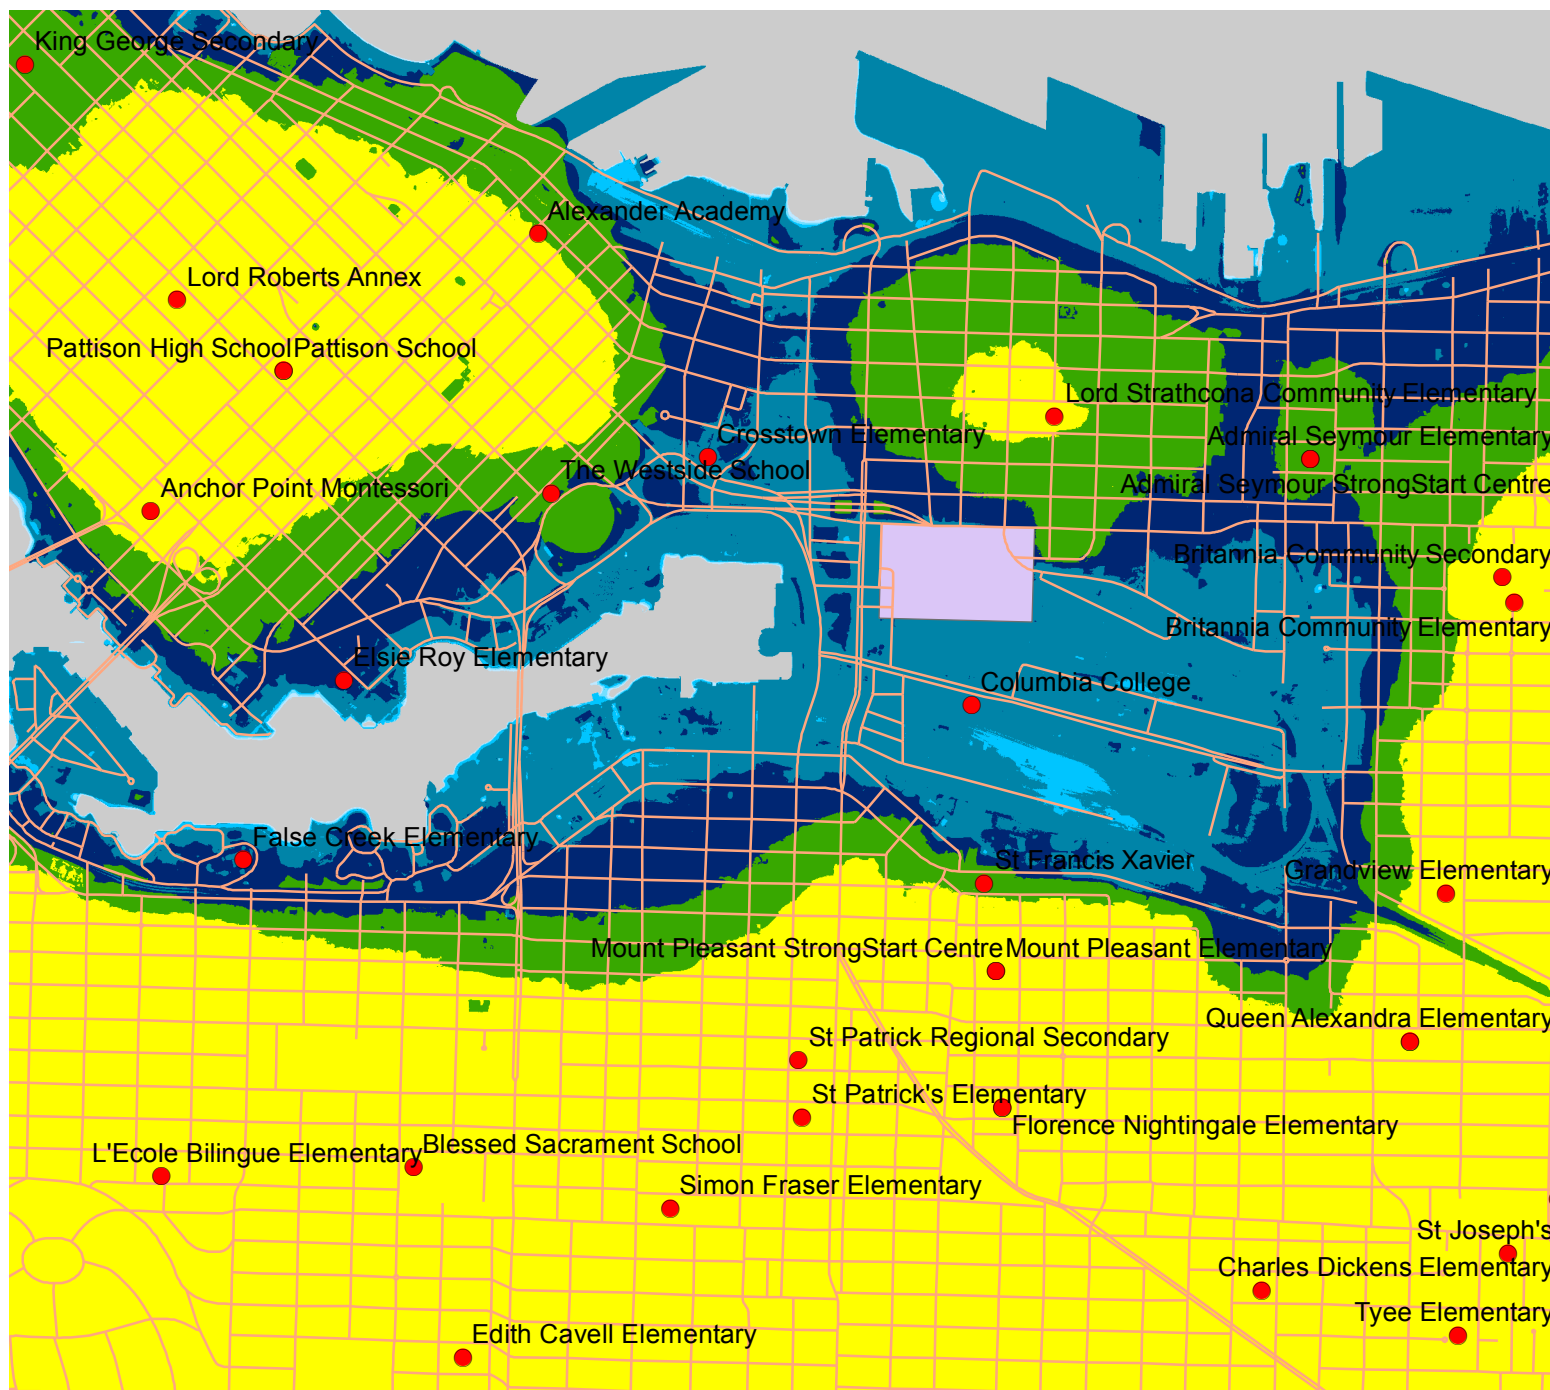 King George Secondary
Alexander Academy
Lord Roberts Annex
Pattison High School Pattison School
Lord Strathcona Community Elementary
Crosstown Elementary
Admiral Seymour Elementary
The Westside School
Anchor Point Montessori
Admiral Seymour StrongStart Centre
Britannia Community Secondary
Britannia Community Elementary
Elsie Roy Elementary
Columbia College
False Creek Elementary
St Francis Xavier
Grandview Elementary
Mount Pleasant StrongStart Centre Mount Pleasant Elementary
Queen Alexandra Elementary
St Patrick Regional Secondary
St Patrick's Elementary
Florence Nightingale Elementary
L'Ecole Bilingue Elementary
Blessed Sacrament School
Simon Fraser Elementary
St Joseph's
Charles Dickens Elementary
Tyee Elementary
Edith Cavell Elementary